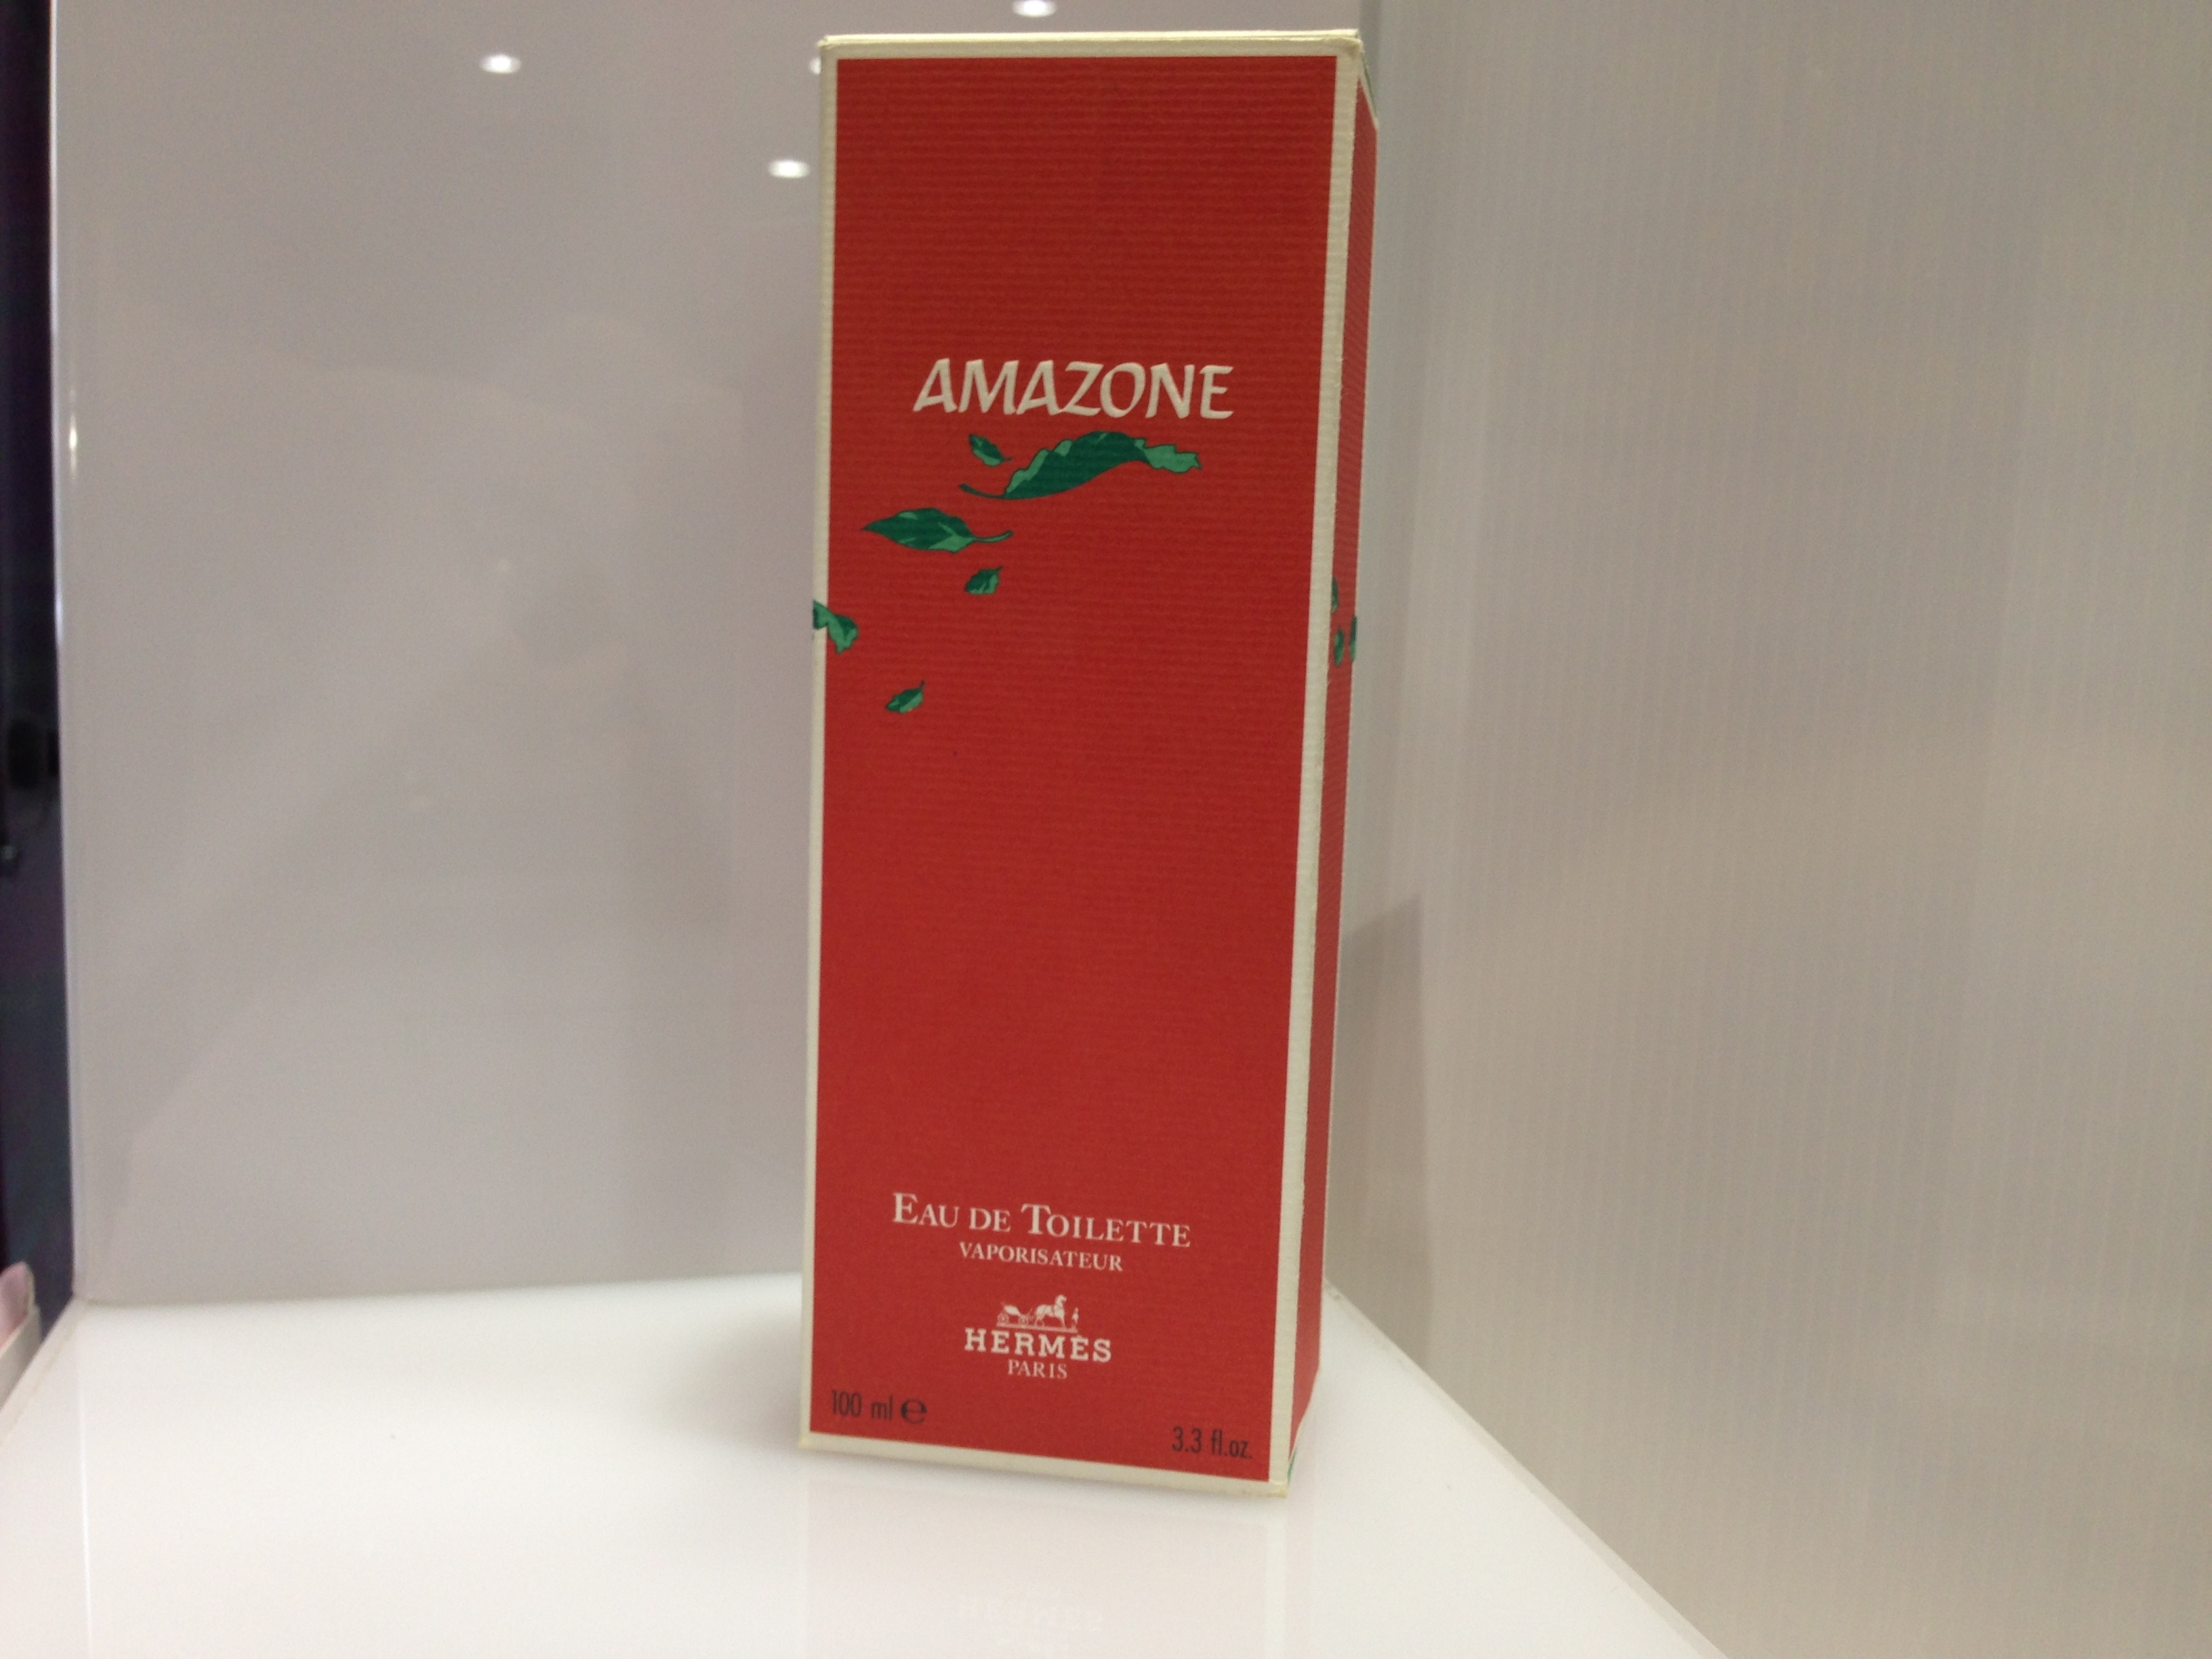 AMAZONE
EAU DE TOILETTE
VAPORISATEUR
HERMÈS
PARIS
100 ml ℮
3.3 fl.oz.